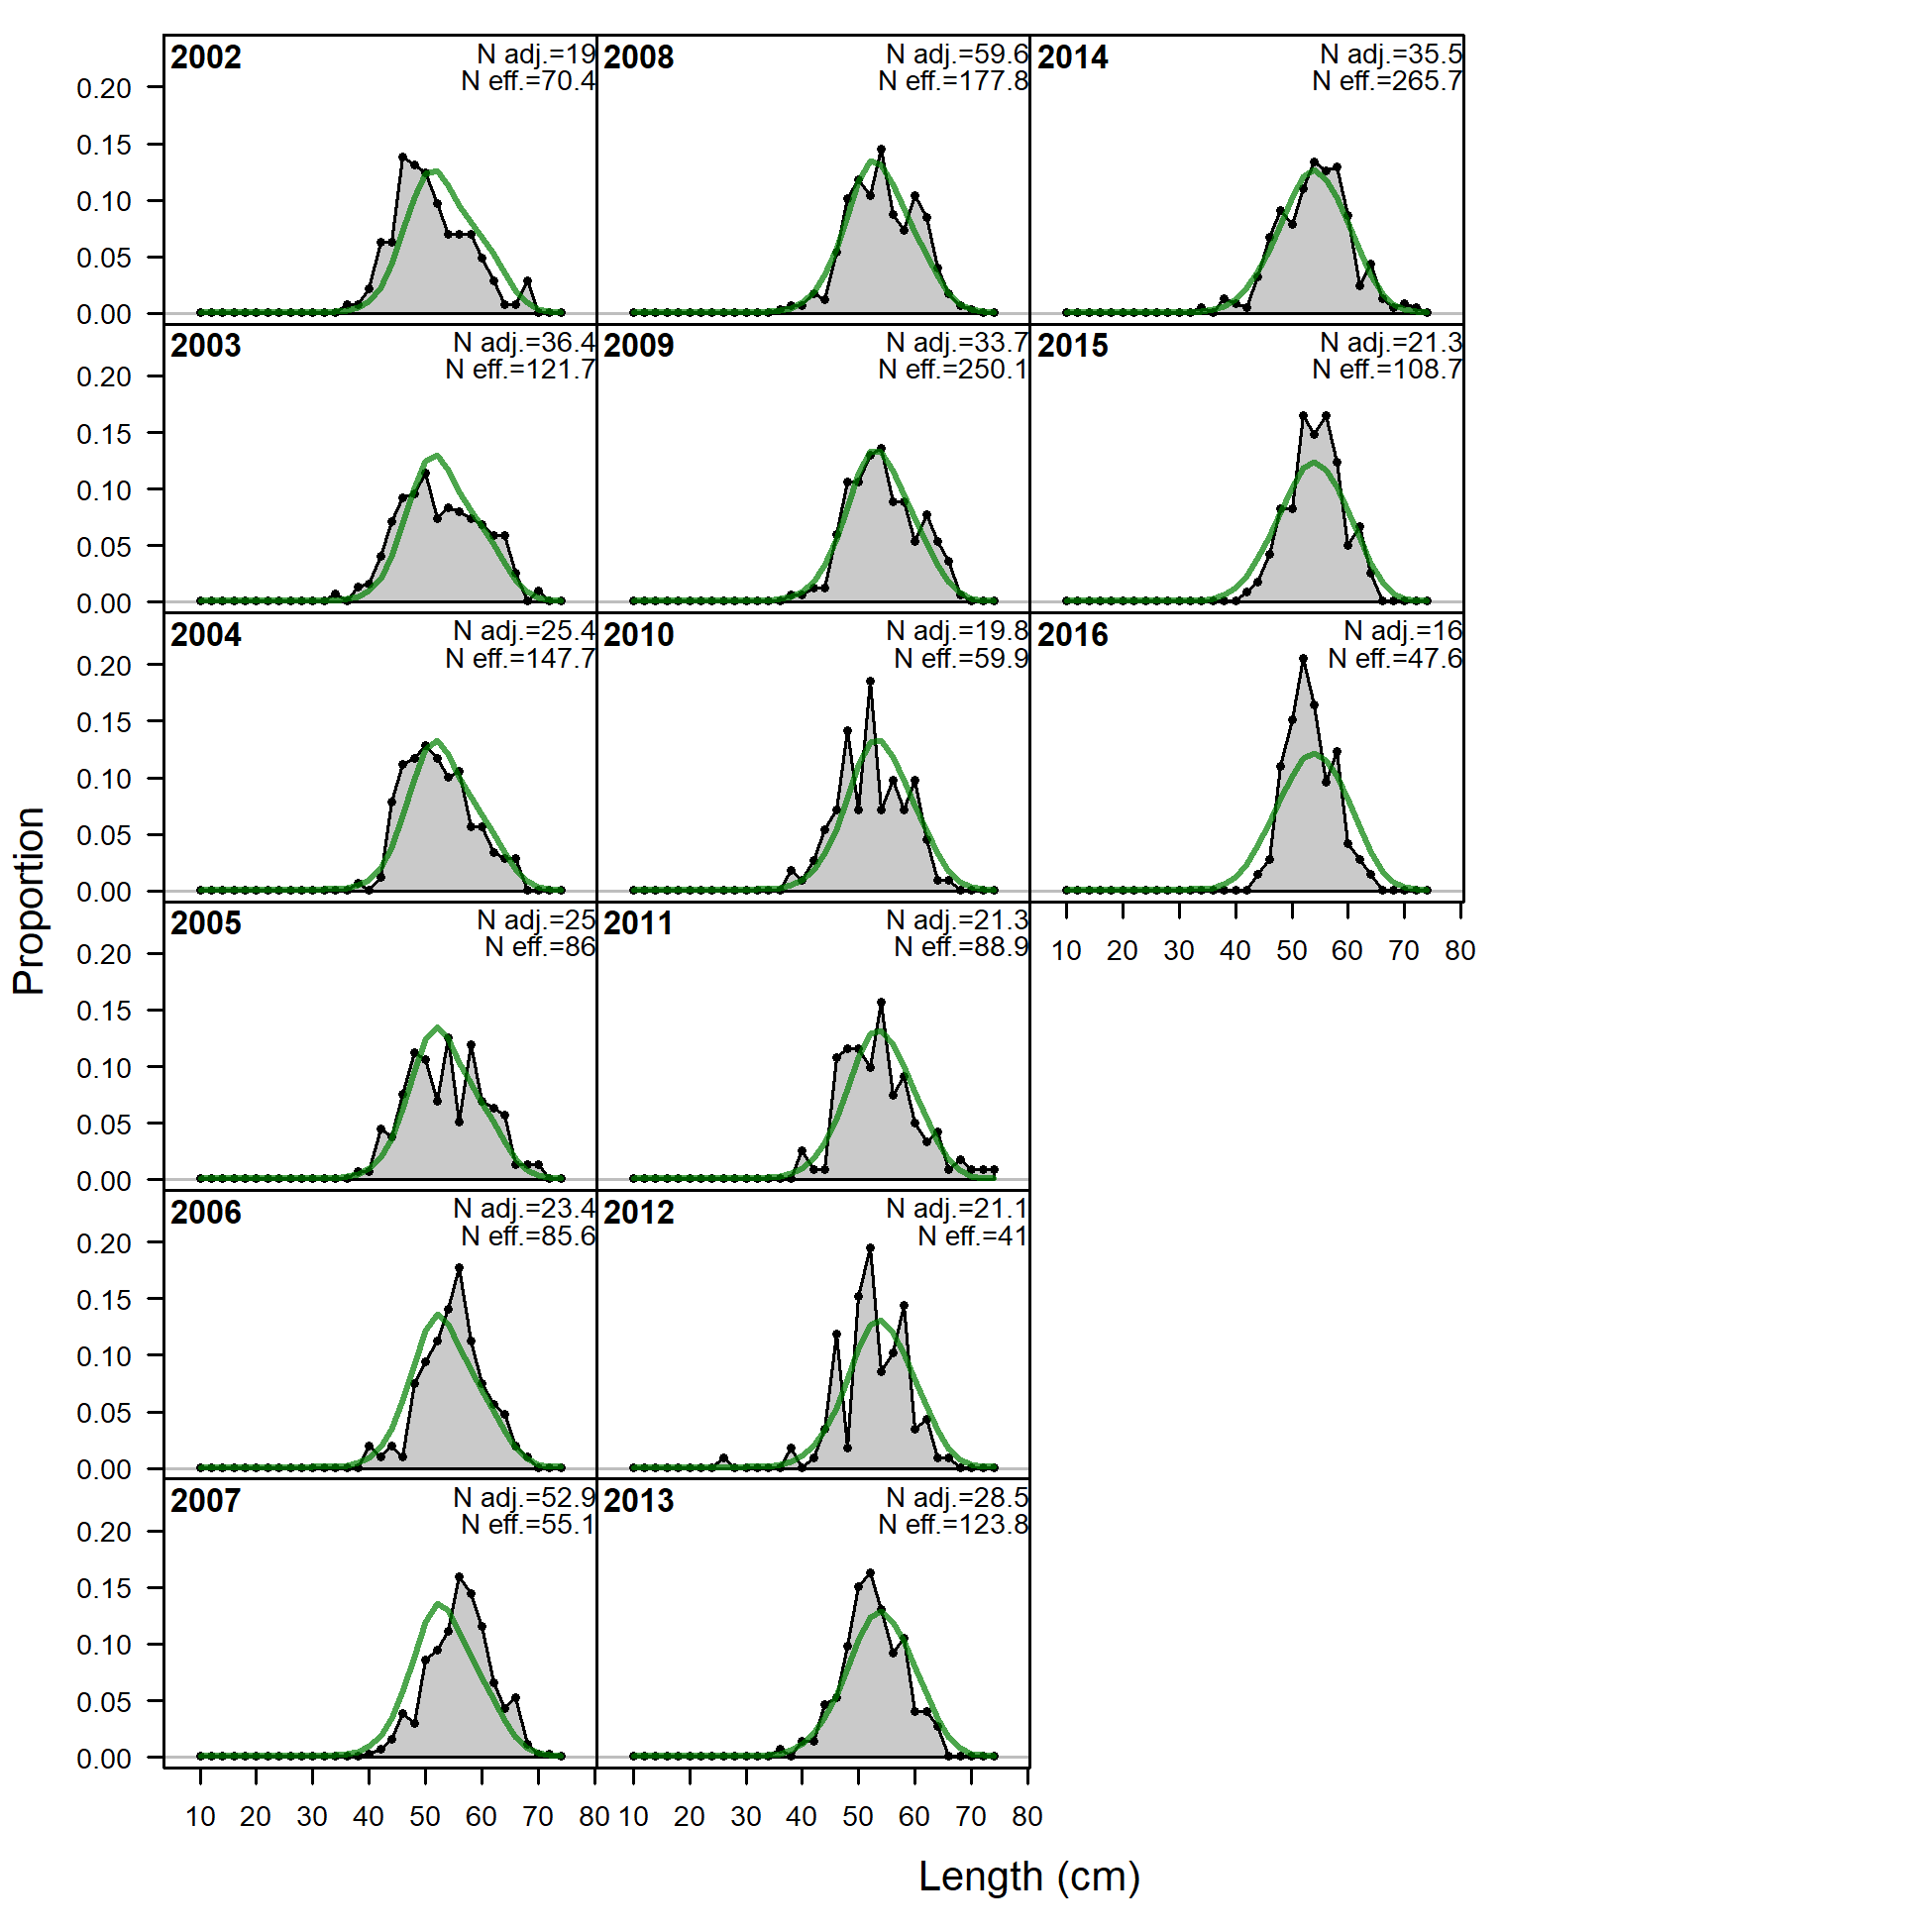 2002
N adj.=19
N eff.=70.4
2008
N adj.=59.6
N eff.=177.8
2014
N adj.=35.5
N eff.=265.7
0.20
0.15
0.10
0.05
0.00
2003
N adj.=36.4
N eff.=121.7
2009
N adj.=33.7
N eff.=250.1
2015
N adj.=21.3
N eff.=108.7
0.20
0.15
0.10
0.05
0.00
2004
N adj.=25.4
N eff.=147.7
2010
N adj.=19.8
N eff.=59.9
2016
N adj.=16
N eff.=47.6
0.20
0.15
0.10
0.05
0.00
10 20 30 40 50 60 70 80
Proportion
2005
N adj.=25
N eff.=86
2011
N adj.=21.3
N eff.=88.9
0.20
0.15
0.10
0.05
0.00
2006
N adj.=23.4
N eff.=85.6
2012
N adj.=21.1
N eff.=41
0.20
0.15
0.10
0.05
0.00
2007
N adj.=52.9
N eff.=55.1
2013
N adj.=28.5
N eff.=123.8
0.20
0.15
0.10
0.05
0.00
10 20 30 40 50 60 70 80
10 20 30 40 50 60 70 80
Length (cm)